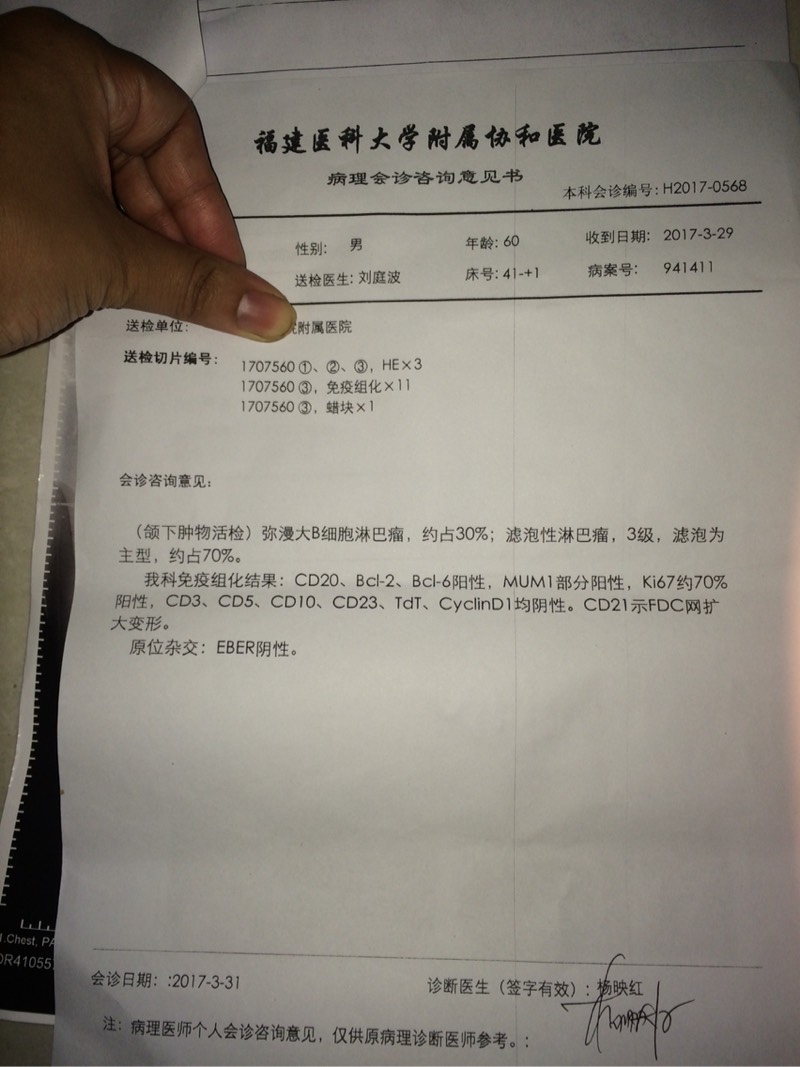 福建医科大学附属协和医院
病理会诊咨询意见书
本科会诊编号：H2017-0568
性别： 男 年龄：60 收到日期： 2017-3-29
送检医生：刘庭波 床号：41-+1 病案号： 941411
送检单位： 院附属医院
送检切片编号： 1707560 ①、②、③，HE×3
1707560 ③，免疫组化×11
1707560 ③，蜡块×1
会诊咨询意见：
（颌下肿物活检）弥漫大B细胞淋巴瘤，约占30%；滤泡性淋巴瘤，3级，滤泡为
主型，约占70%。
我科免疫组化结果：CD20、Bcl-2、Bcl-6阳性，MUM1部分阳性，Ki67约70%
阳性，CD3、CD5、CD10、CD23、TdT、CyclinD1均阴性。CD21示FDC网扩
大变形。
原位杂交：EBER阴性。
Chest, PA
DR41055
会诊日期：:2017-3-31 诊断医生（签字有效）：杨映红
注：病理医师个人会诊咨询意见，仅供原病理诊断医师参考。: